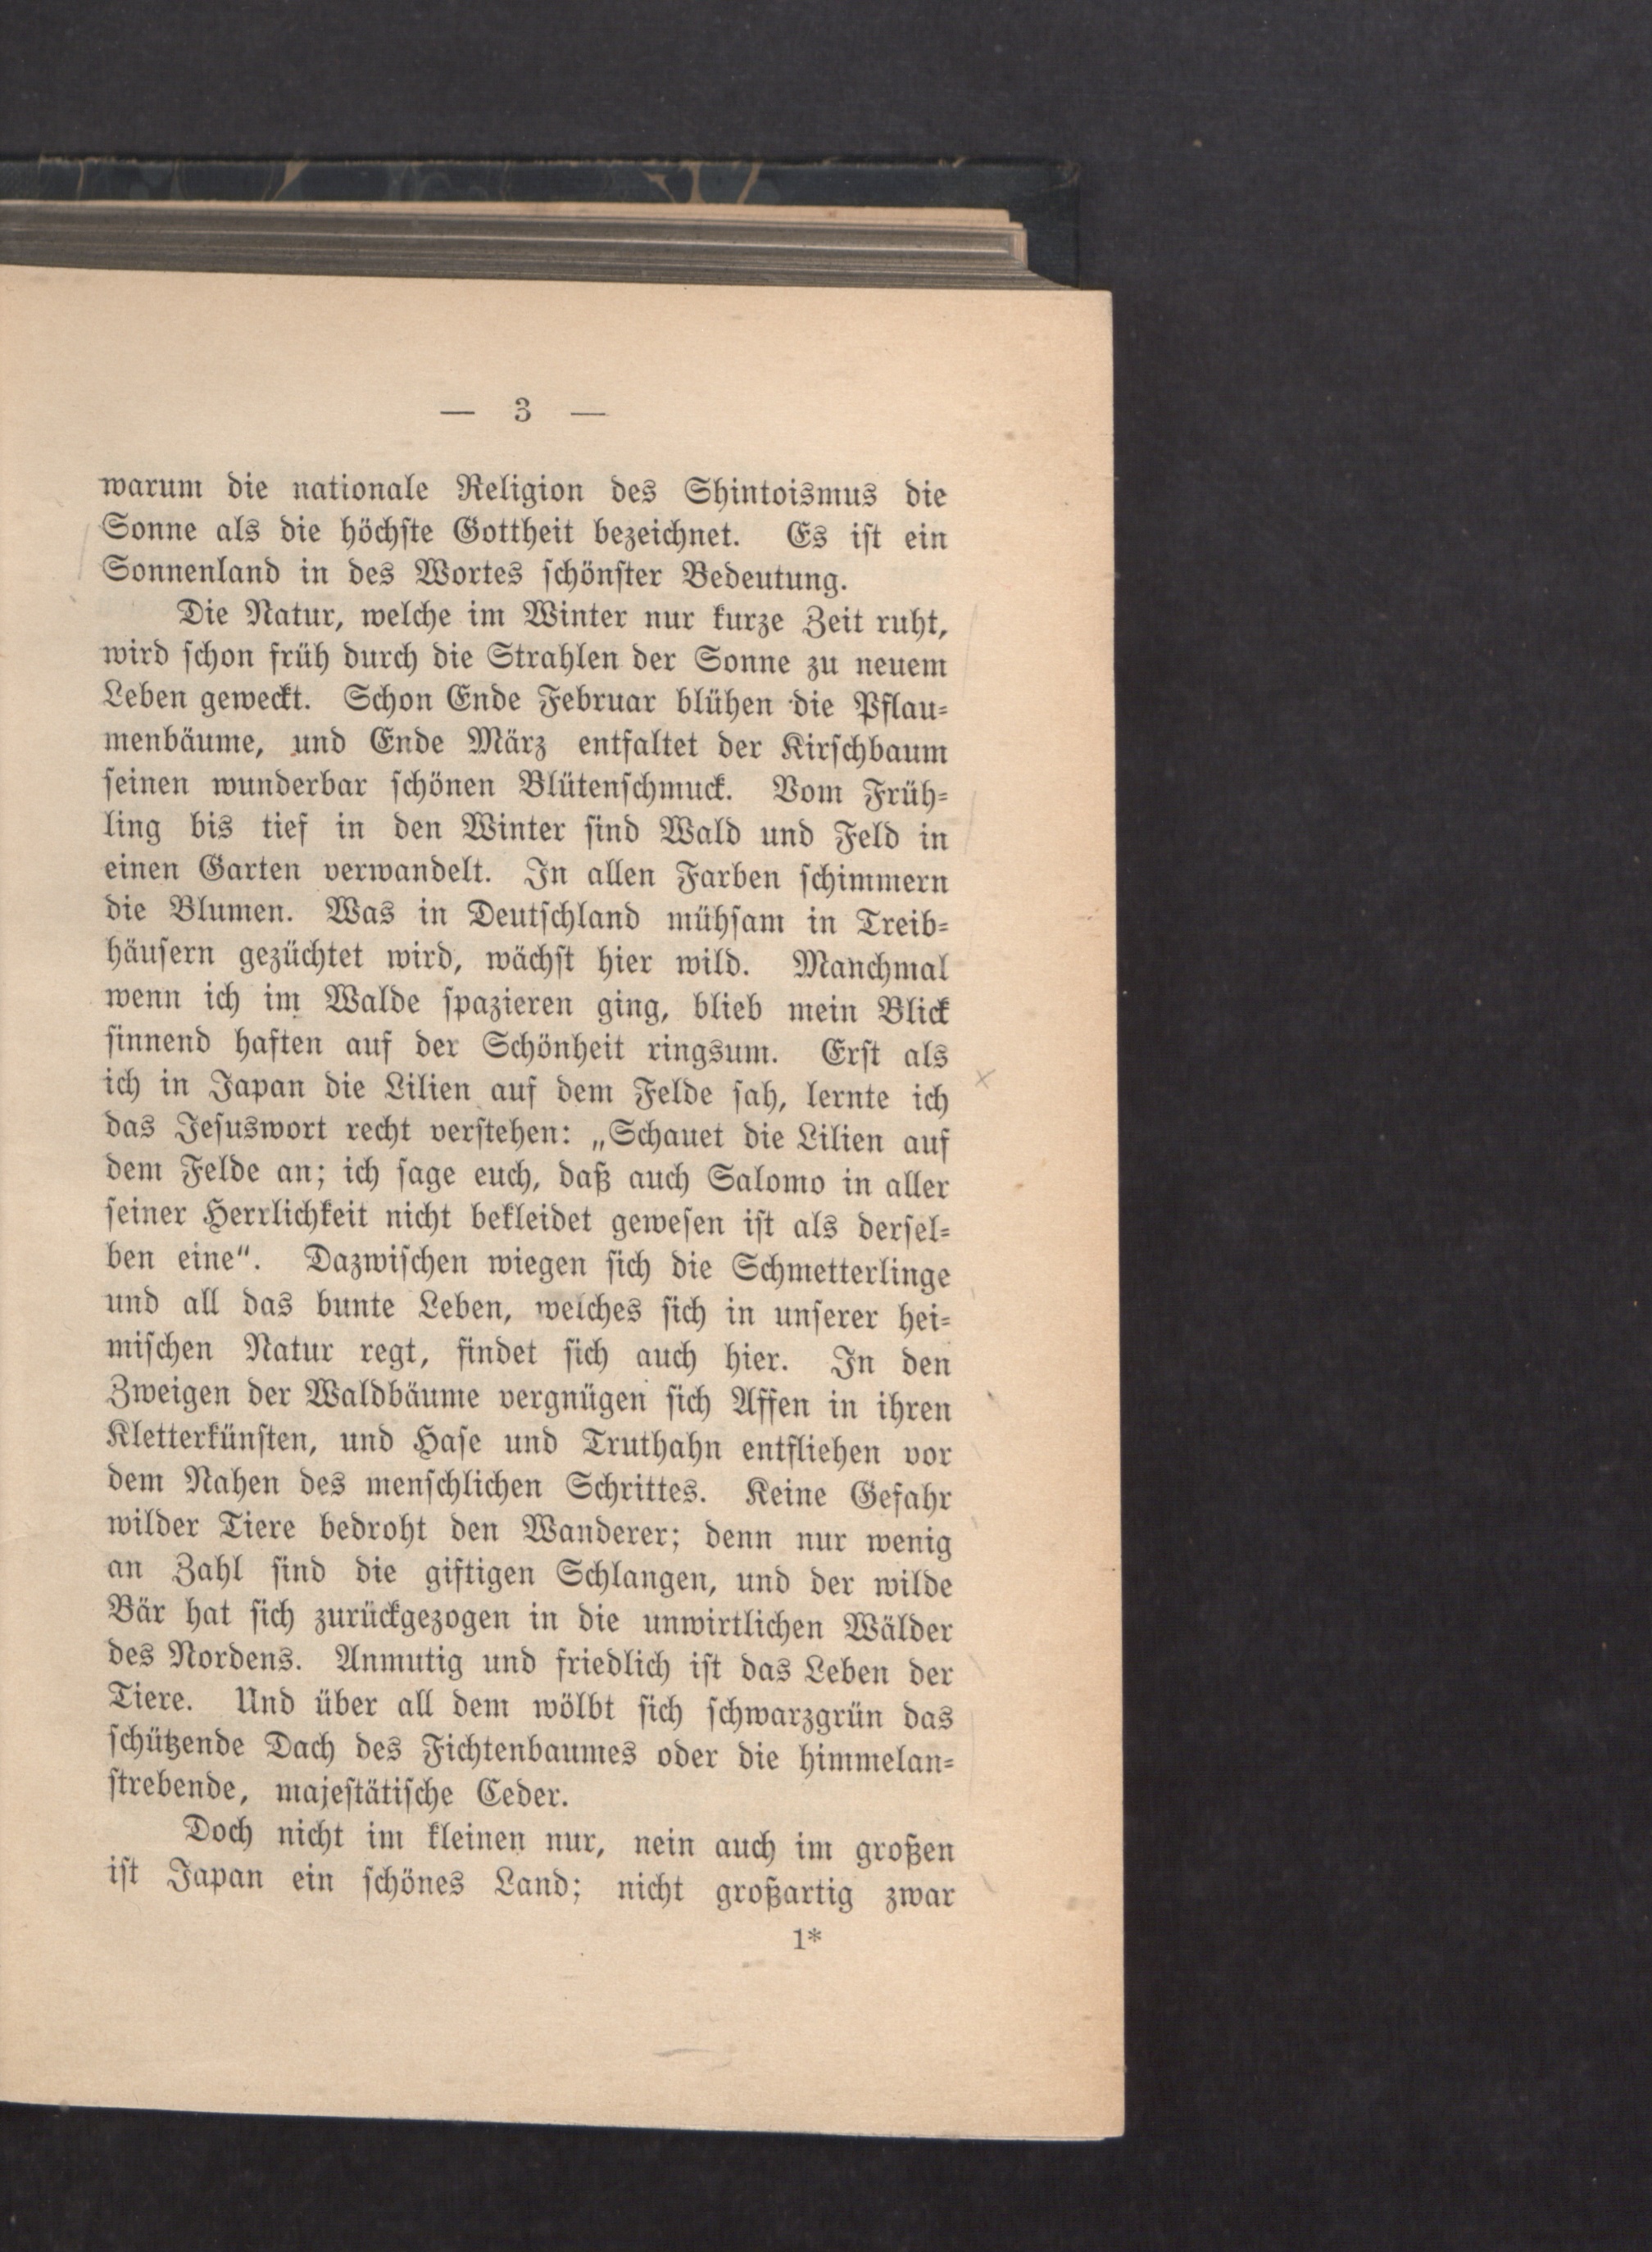 — 3 —
warum die nationale Religion des Shintoismus die
Sonne als die höchste Gottheit bezeichnet. Es ist ein
Sonnenland in des Wortes schönster Bedeutung.
Die Natur, welche im Winter nur kurze Zeit ruht,
wird schon früh durch die Strahlen der Sonne zu neuem
Leben geweckt. Schon Ende Februar blühen die Pflau-
menbäume, und Ende März entfaltet der Kirschbaum
seinen wunderbar schönen Blütenschmuck. Vom Früh-
ling bis tief in den Winter sind Wald und Feld in
einen Garten verwandelt. In allen Farben schimmern
die Blumen. Was in Deutschland mühsam in Treib-
häusern gezüchtet wird, wächst hier wild. Manchmal
wenn ich im Walde spazieren ging, blieb mein Blick
sinnend haften auf der Schönheit ringsum. Erst als
ich in Japan die Lilien auf dem Felde sah, lernte ich
das Jesuswort recht verstehen: „Schauet die Lilien auf
dem Felde an; ich sage euch, daß auch Salomo in aller
seiner Herrlichkeit nicht bekleidet gewesen ist als dersel-
ben eine“. Dazwischen wiegen sich die Schmetterlinge
und all das bunte Leben, welches sich in unserer hei-
mischen Natur regt, findet sich auch hier. In den
Zweigen der Waldbäume vergnügen sich Affen in ihren
Kletterkünsten, und Hase und Truthahn entfliehen vor
dem Nahen des menschlichen Schrittes. Keine Gefahr
wilder Tiere bedroht den Wanderer; denn nur wenig
an Zahl sind die giftigen Schlangen, und der wilde
Bär hat sich zurückgezogen in die unwirtlichen Wälder
des Nordens. Anmutig und friedlich ist das Leben der
Tiere. Und über all dem wölbt sich schwarzgrün das
schützende Dach des Fichtenbaumes oder die himmelan-
strebende, majestätische Ceder.
Doch nicht im kleinen nur, nein auch im großen
ist Japan ein schönes Land; nicht großartig zwar
1*